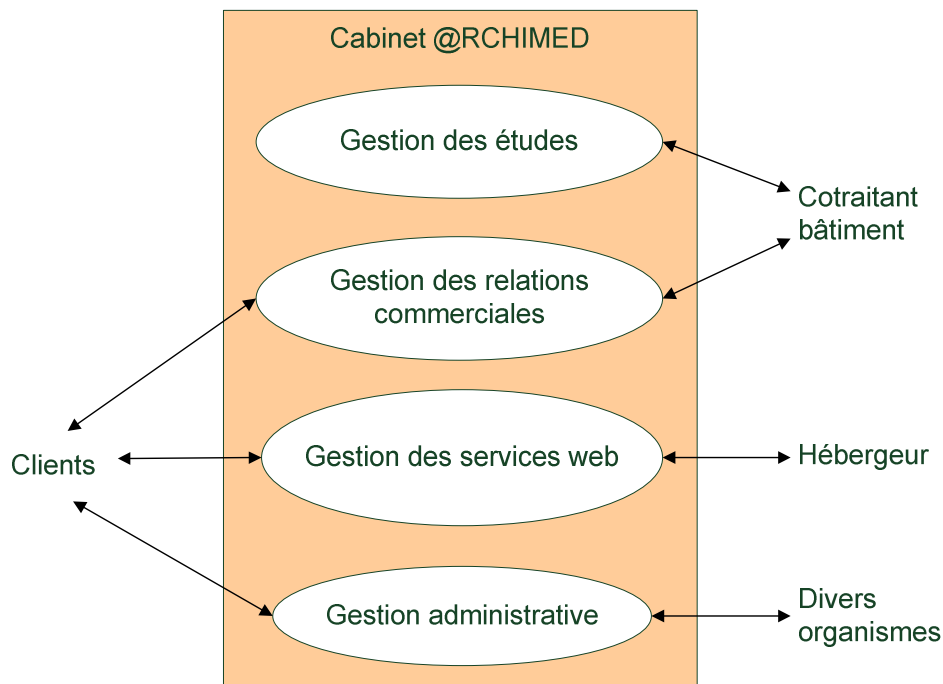 Cabinet @RCHIMED
Gestion des études
Cotraitant
bâtiment
Gestion des relations
commerciales
Clients
Gestion des services web
Hébergeur
Gestion administrative
Divers
organismes